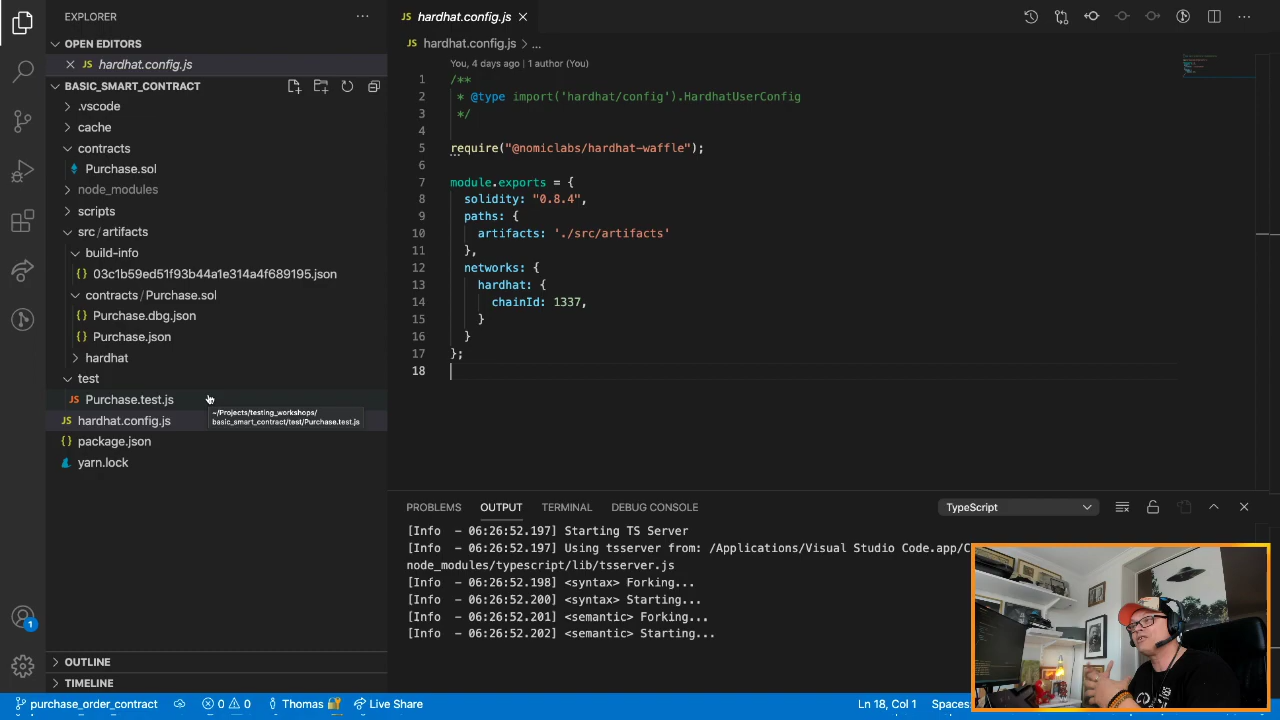 EXPLORER
OPEN EDITORS
JS hardhat.config.js
BASIC_SMART_CONTRACT
.vscode
cache
contracts
Purchase.sol
node_modules
scripts
src/artifacts
build-info
{} 03c1b59ed51f93b44a1e314a4f689195.json
contracts/Purchase.sol
{} Purchase.dbg.json
{} Purchase.json
hardhat
test
JS Purchase.test.js
~/Projects/testing_workshops/
basic_smart_contract/test/Purchase.test.js
JS hardhat.config.js
{} package.json
yarn.lock
OUTLINE
TIMELINE
JS hardhat.config.js
JS hardhat.config.js > ...
You, 4 days ago | 1 author (You)
1 /**
2 * @type import('hardhat/config').HardhatUserConfig
3 */
4
5 require("@nomiclabs/hardhat-waffle");
6
7 module.exports = {
8 solidity: "0.8.4",
9 paths: {
10 artifacts: './src/artifacts'
11 },
12 networks: {
13 hardhat: {
14 chainId: 1337,
15 }
16 }
17 };
18
PROBLEMS OUTPUT TERMINAL DEBUG CONSOLE TypeScript
[Info - 06:26:52.197] Starting TS Server
[Info - 06:26:52.197] Using tsserver from: /Applications/Visual Studio Code.app/C
node_modules/typescript/lib/tsserver.js
[Info - 06:26:52.198] <syntax> Forking...
[Info - 06:26:52.200] <syntax> Starting...
[Info - 06:26:52.201] <semantic> Forking...
[Info - 06:26:52.202] <semantic> Starting...
1
purchase_order_contract 0 0 Thomas Live Share Ln 18, Col 1 Spaces